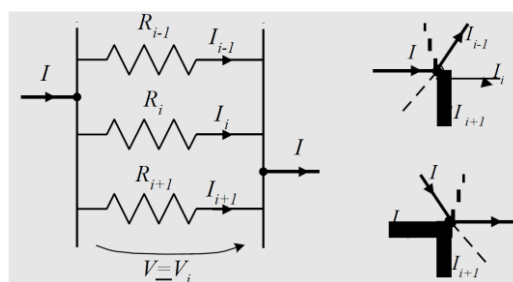 R_{i-1} I_{i-1}
I
R_i I_i
I
R_{i+1} I_{i+1}
V=V_i
I I_{i-1}
I_i
I_{i+1}
I
I_{i+1}